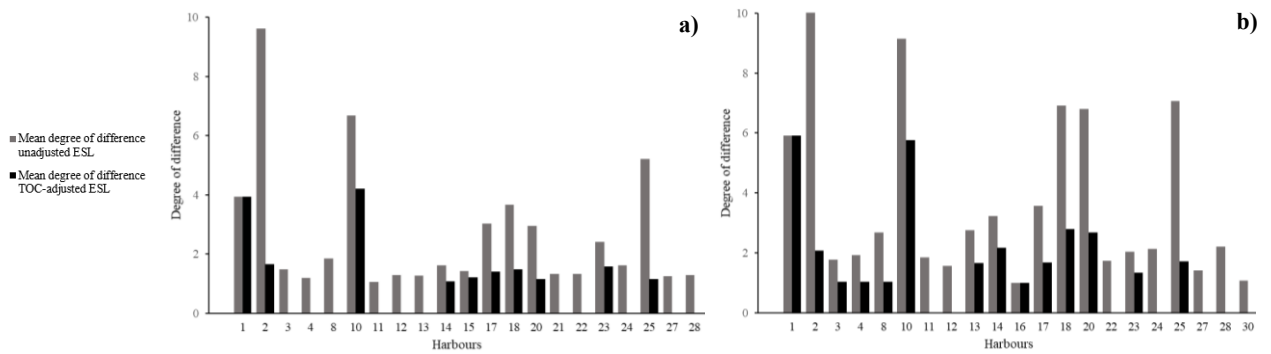 Mean degree of difference
unadjusted ESL
Mean degree of difference
TOC-adjusted ESL
a)
Degree of difference
10
8
6
4
2
0
1 2 3 4 8 10 11 12 13 14 15 17 18 20 21 22 23 24 25 27 28
Harbours
b)
Degree of difference
10
8
6
4
2
0
1 2 3 4 8 10 11 12 13 14 16 17 18 20 22 23 24 25 27 28 30
Harbours